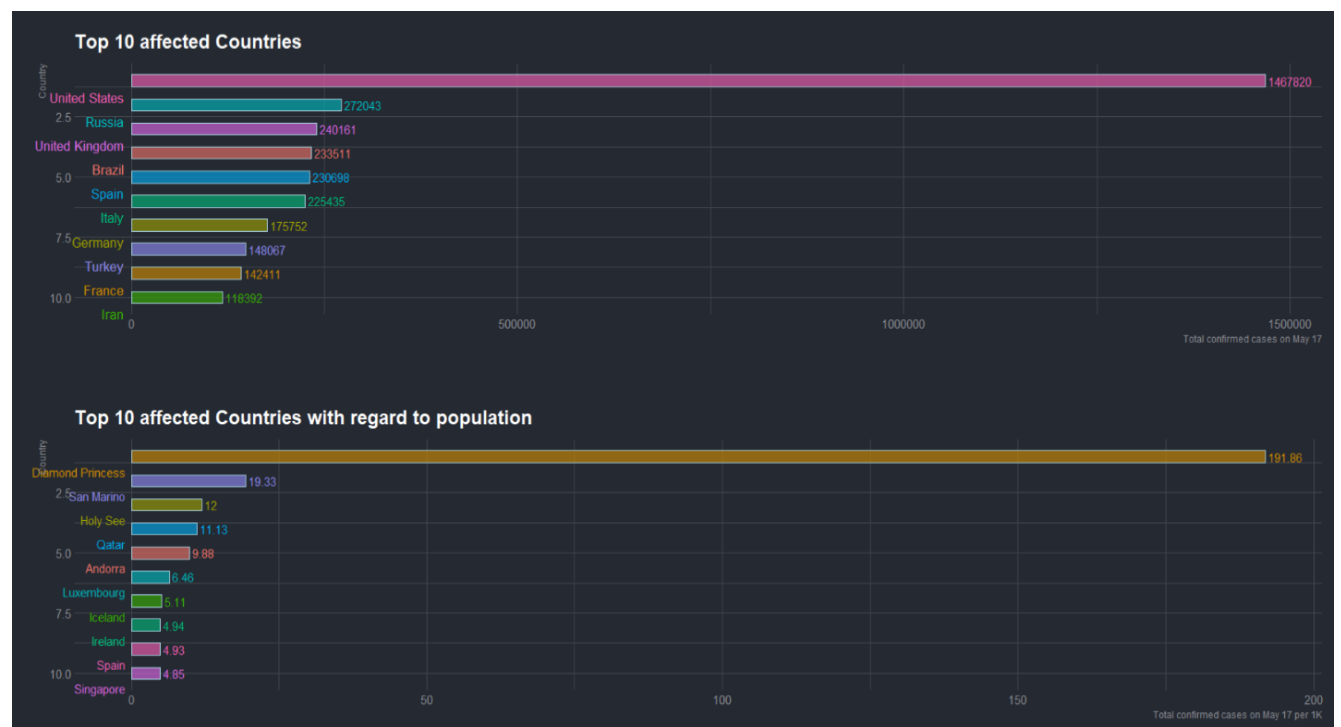 Top 10 affected Countries
Country
1467820
United States
272043
2.5
Russia
240161
United Kingdom
233511
Brazil
5.0
230698
Spain
225435
Italy
175752
7.5
Germany
148067
Turkey
142411
France
10.0
118392
Iran
0 500000 1000000 1500000
Total confirmed cases on May 17
Top 10 affected Countries with regard to population
Country
191.86
Diamond Princess
19.33
2.5
San Marino
12
Holy See
11.13
Qatar
5.0
9.88
Andorra
6.46
Luxembourg
5.11
7.5
Iceland
4.94
Ireland
4.93
Spain
10.0
4.85
Singapore
0 50 100 150 200
Total confirmed cases on May 17 per 1K